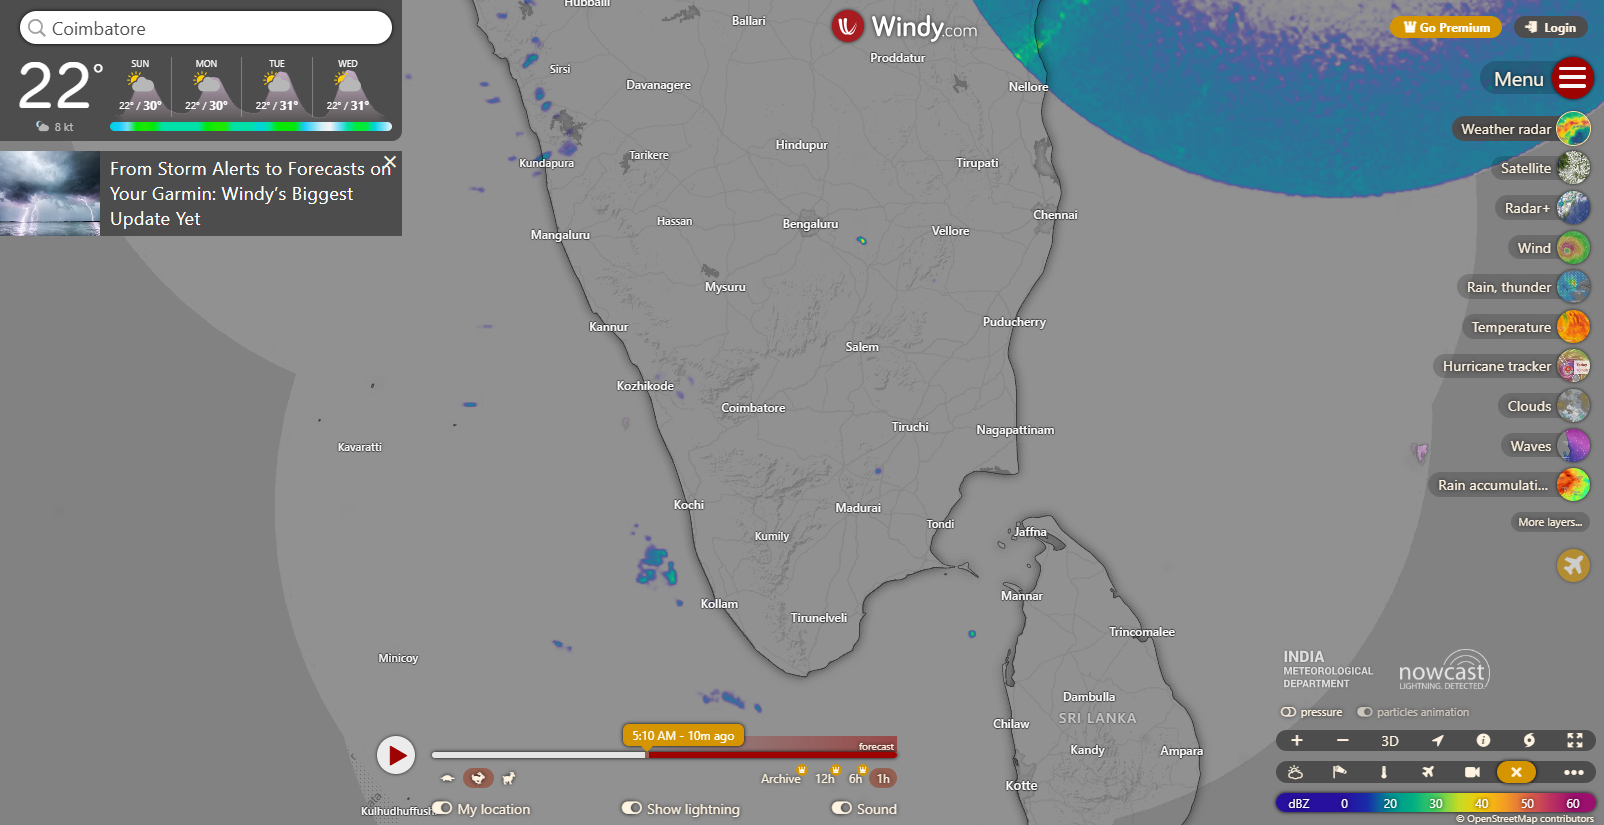 Coimbatore
22°
8 kt
SUN
22° / 30°
MON
22° / 30°
TUE
22° / 31°
WED
22° / 31°
From Storm Alerts to Forecasts on
Your Garmin: Windy’s Biggest
Update Yet
Windy.com
Go Premium
Login
Menu
Weather radar
Satellite
Radar+
Wind
Rain, thunder
Temperature
Hurricane tracker
Clouds
Waves
Rain accumulati...
More layers...
Hubballi
Ballari
Proddatur
Sirsi
Davanagere
Nellore
Hindupur
Tarikere
Kundapura
Tirupati
Hassan
Bengaluru
Chennai
Mangaluru
Vellore
Mysuru
Kannur
Puducherry
Salem
Kozhikode
Coimbatore
Tiruchi
Nagapattinam
Kavaratti
Kochi
Madurai
Tondi
Kumily
Jaffna
Mannar
Kollam
Tirunelveli
Trincomalee
Minicoy
Dambulla
SRI LANKA
Chilaw
Kandy
Ampara
Kotte
Kulhudhuffush
INDIA
METEOROLOGICAL
DEPARTMENT
nowcast
LIGHTNING. DETECTED.
pressure
particles animation
3D
5:10 AM - 10m ago
forecast
Archive
12h
6h
1h
My location
Show lightning
Sound
dBZ 0 20 30 40 50 60
© OpenStreetMap contributors